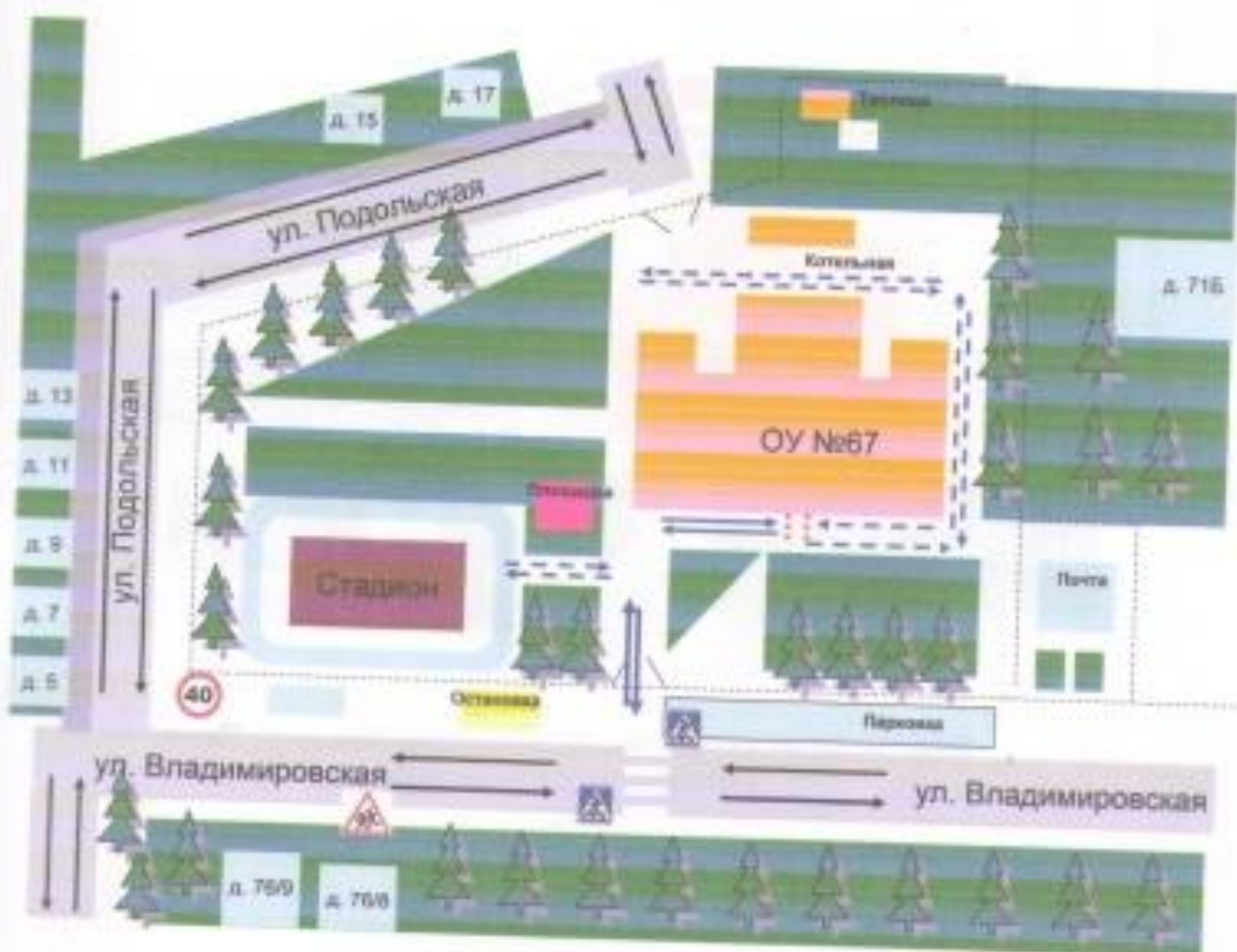 д. 17
д. 15
Теплица
ул. Подольская
Котельная
д. 71Б
д. 13
ОУ №67
д. 11
ул. Подольская
д. 9
Стадион
Почта
д. 7
д. 5
40
Остановка
Парковка
ул. Владимировская
ул. Владимировская
д. 76/9
д. 76/8